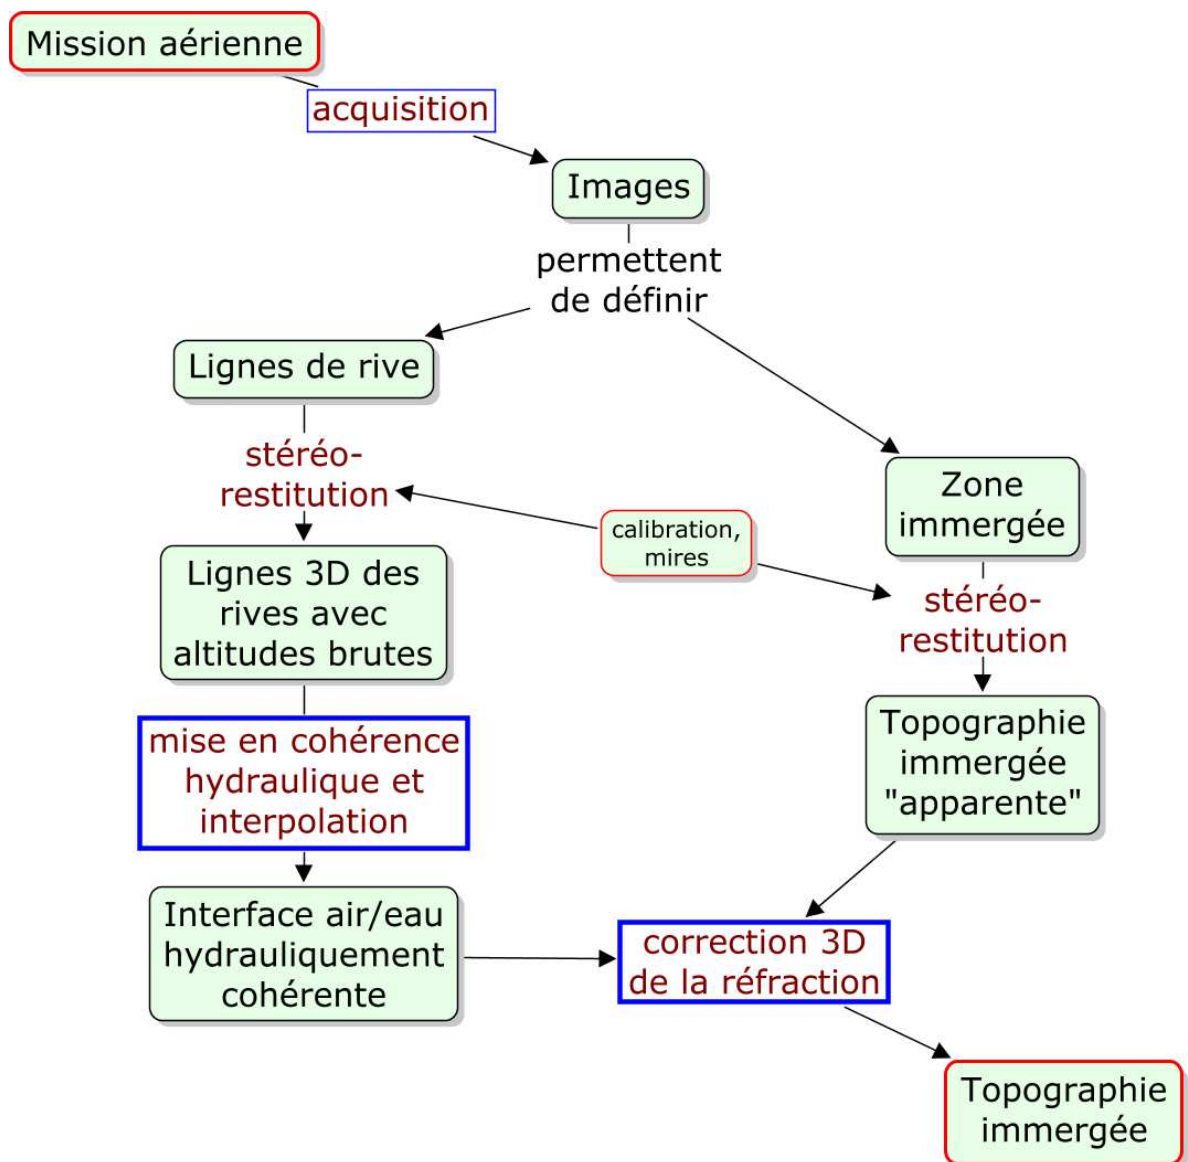 Mission aérienne
acquisition
Images
permettent
de définir
Lignes de rive
stéréo-
restitution
Zone
immergée
calibration,
mires
Lignes 3D des
rives avec
altitudes brutes
stéréo-
restitution
mise en cohérence
hydraulique et
interpolation
Topographie
immergée
"apparente"
Interface air/eau
hydrauliquement
cohérente
correction 3D
de la réfraction
Topographie
immergée